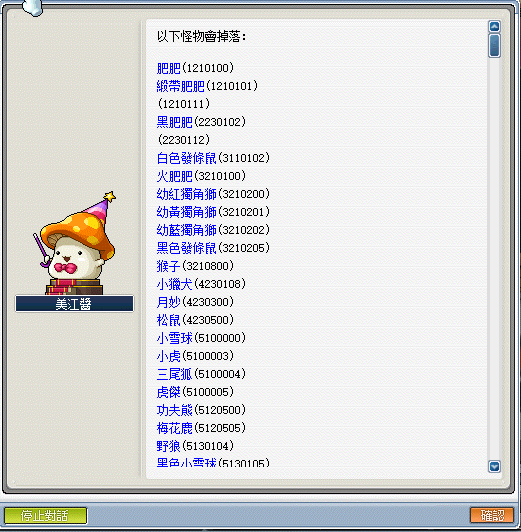 以下怪物會掉落:
肥肥(1210100)
緞帶肥肥(1210101)
(1210111)
黑肥肥(2230102)
(2230112)
白色發條鼠(3110102)
火肥肥(3210100)
幼紅獨角獅(3210200)
幼黃獨角獅(3210201)
幼藍獨角獅(3210202)
黑色發條鼠(3210205)
猴子(3210800)
小獵犬(4230108)
月妙(4230300)
松鼠(4230500)
小雪球(5100000)
小虎(5100003)
三尾狐(5100004)
虎傑(5100005)
功夫熊(5120500)
梅花鹿(5120505)
野狼(5130104)
黑色小雪球(5130105)
美江醬
停止對話
確認